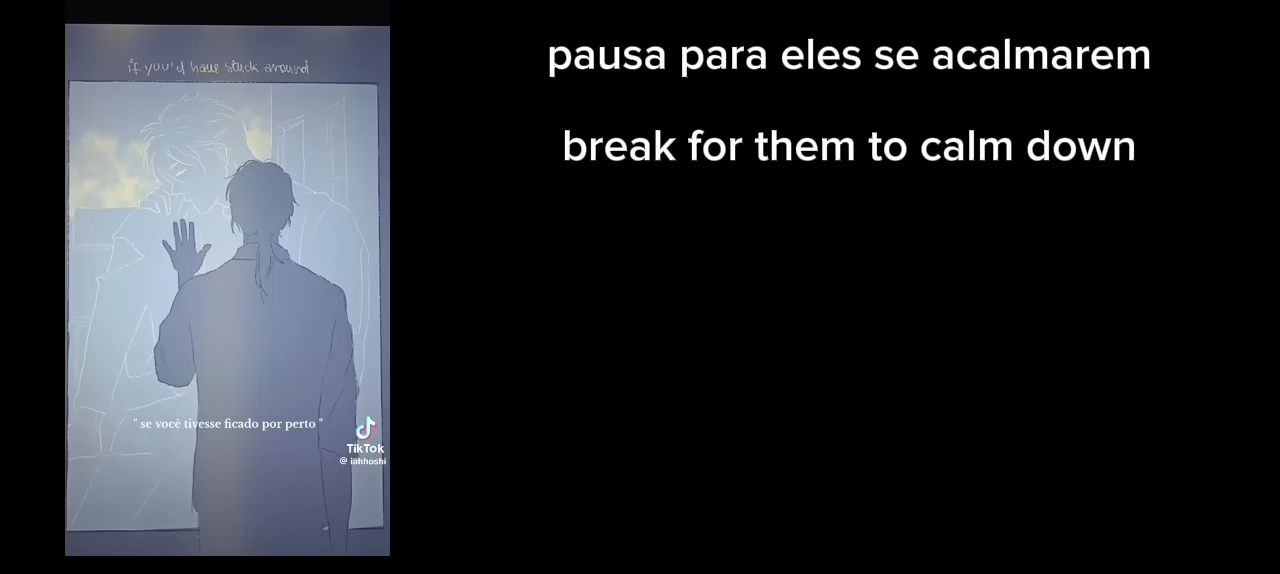 if you'd have stuck around
" se você tivesse ficado por perto "
TikTok
@ iahhoshi
pausa para eles se acalmarem
break for them to calm down